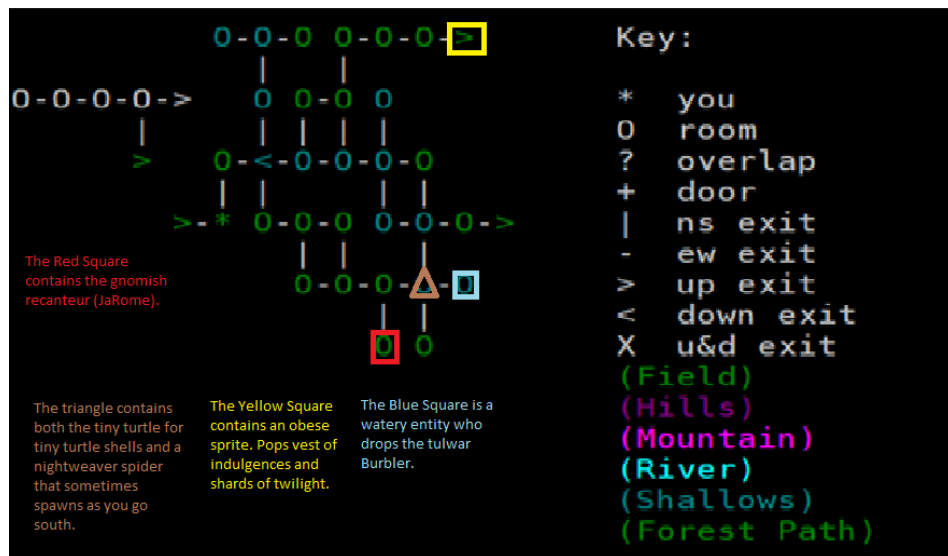 O-O-O O-O-O->
| |
O-O-O-O-> O O-O O
| | | | |
> O-<-O-O-O-O
| | | |
>-* O-O-O O-O-O->
| | |
O-O-O-O-O
| |
O O
Key:
* you
O room
? overlap
+ door
| ns exit
- ew exit
> up exit
< down exit
X u&d exit
(Field)
(Hills)
(Mountain)
(River)
(Shallows)
(Forest Path)
The Red Square
contains the gnomish
recanteur (JaRome).
The triangle contains
both the tiny turtle for
tiny turtle shells and a
nightweaver spider
that sometimes
spawns as you go
south.
The Yellow Square
contains an obese
sprite. Pops vest of
indulgences and
shards of twilight.
The Blue Square is a
watery entity who
drops the tulwar
Burbler.